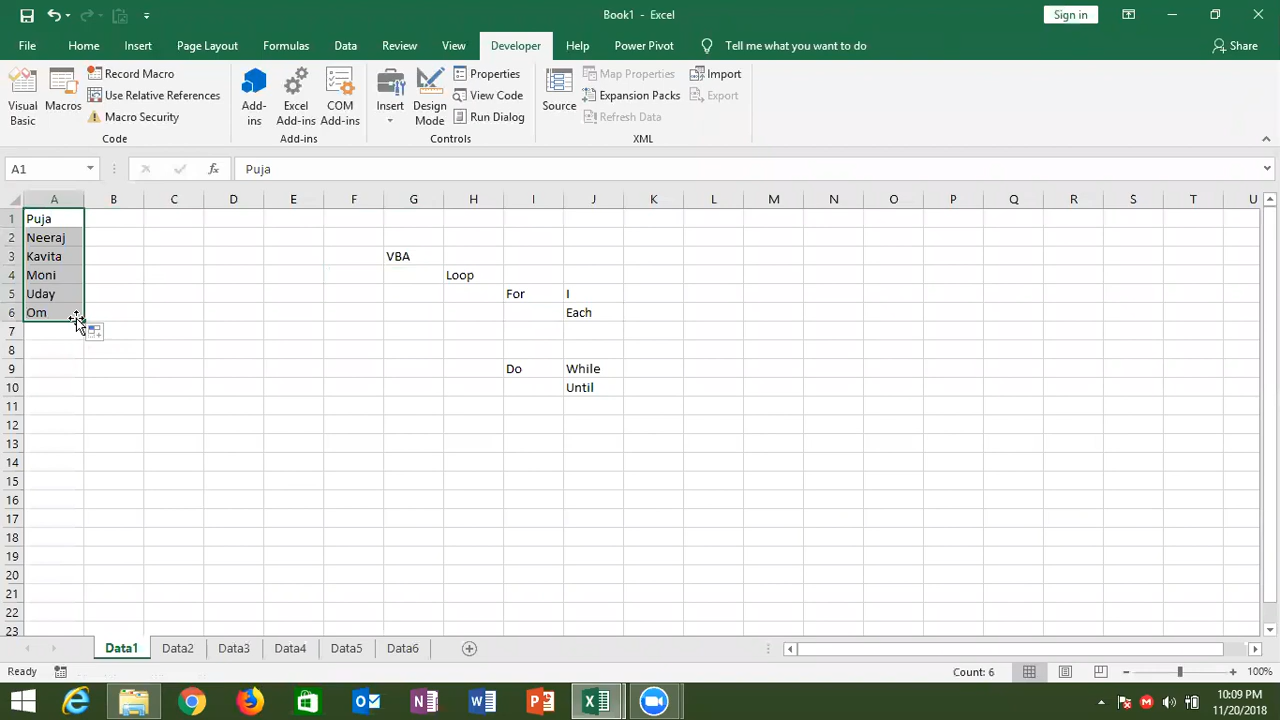 Book1 - Excel
Sign in
File Home Insert Page Layout Formulas Data Review View Developer Help Power Pivot Tell me what you want to do Share
Visual Basic
Macros
Record Macro
Use Relative References
Macro Security
Code
Add-ins
Excel Add-ins
COM Add-ins
Add-ins
Insert
Design Mode
Properties
View Code
Run Dialog
Controls
Source
Map Properties
Expansion Packs
Refresh Data
Import
Export
XML
A1 fx Puja
A B C D E F G H I J K L M N O P Q R S T U
1 Puja
2 Neeraj
3 Kavita VBA
4 Moni Loop
5 Uday For I
6 Om Each
7
8
9 Do While
10 Until
11
12
13
14
15
16
17
18
19
20
21
22
23
Data1 Data2 Data3 Data4 Data5 Data6
Ready Count: 6 100%
10:09 PM
11/20/2018